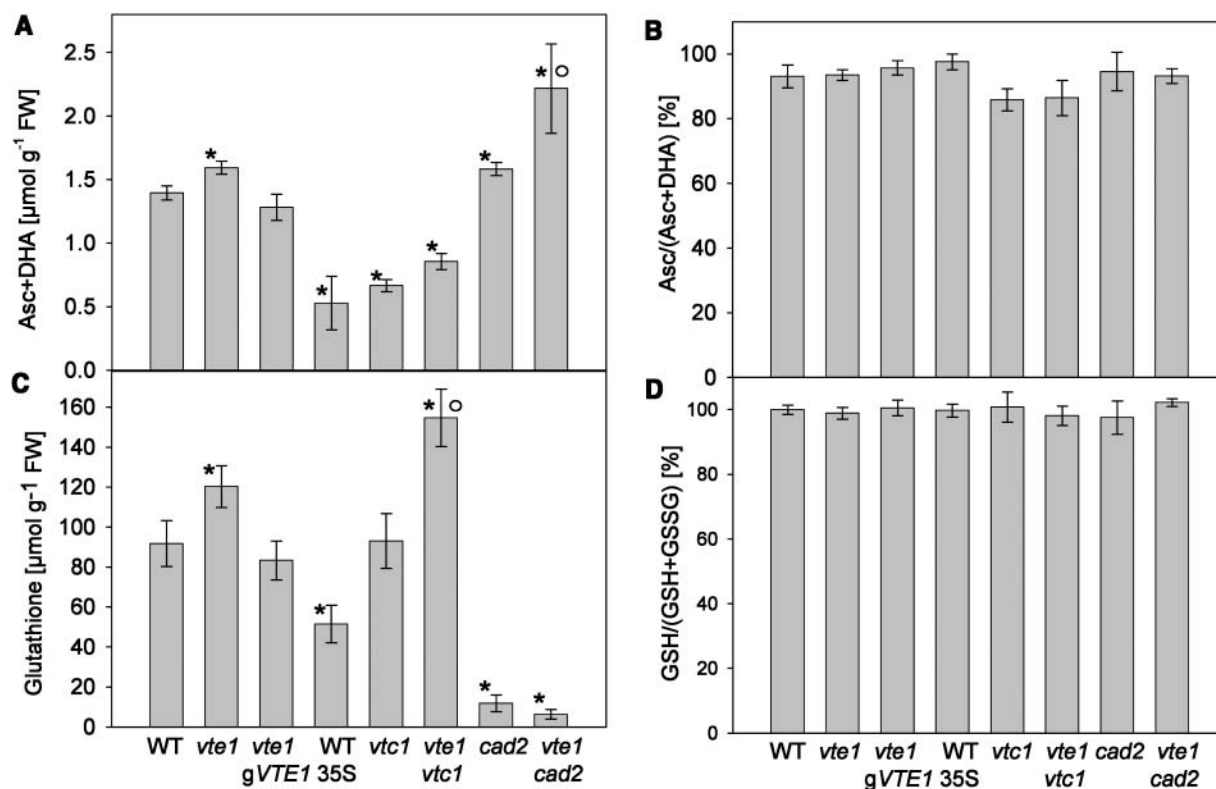 A
Asc+DHA [µmol g⁻¹ FW]
2.5
2.0
1.5
1.0
0.5
0.0
*
*
*
*
*
* O
B
Asc/(Asc+DHA) [%]
100
80
60
40
20
0
C
Glutathione [µmol g-1 FW]
160
140
120
100
80
60
40
20
0
*
*
* O
*
*
WT vte1 vte1 WT vtc1 vte1 cad2 vte1
gVTE1 35S vtc1 cad2
D
GSH/(GSH+GSSG) [%]
100
80
60
40
20
0
WT vte1 vte1 WT vtc1 vte1 cad2 vte1
gVTE1 35S vtc1 cad2